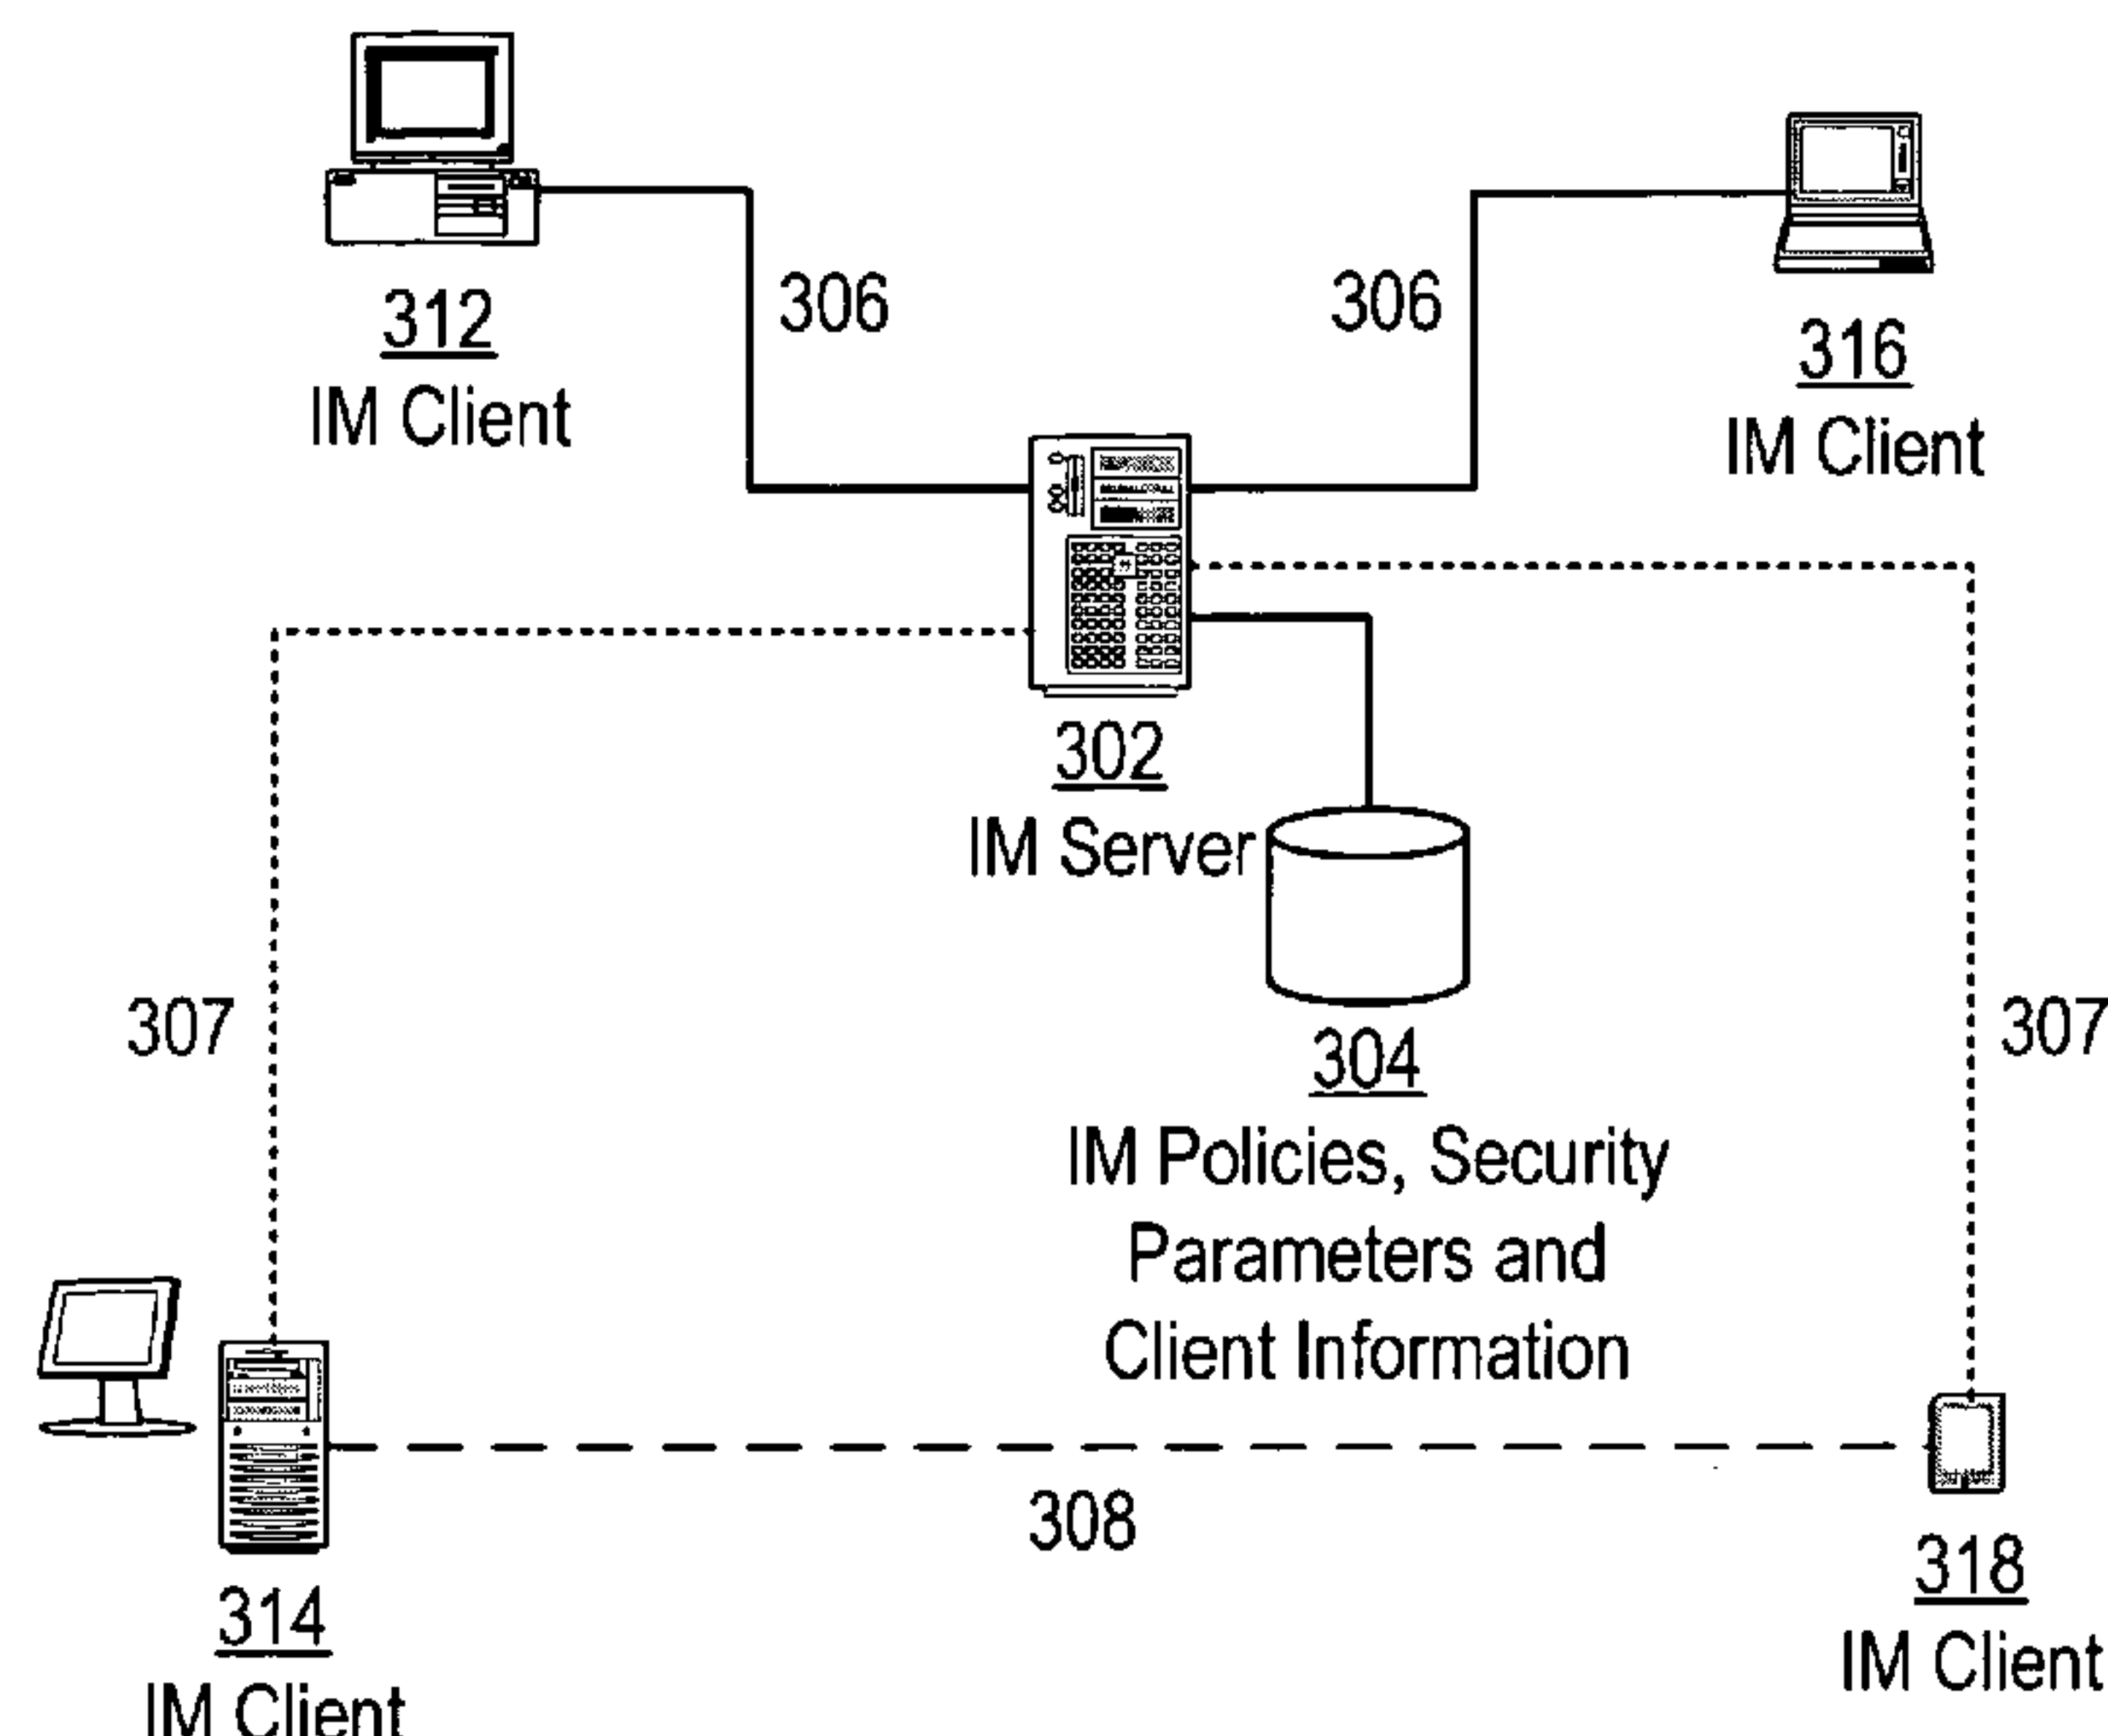 306
306
312
IM Client
316
IM Client
302
IM Server
307
307
304
IM Policies, Security
Parameters and
Client Information
308
314
IM Client
318
IM Client